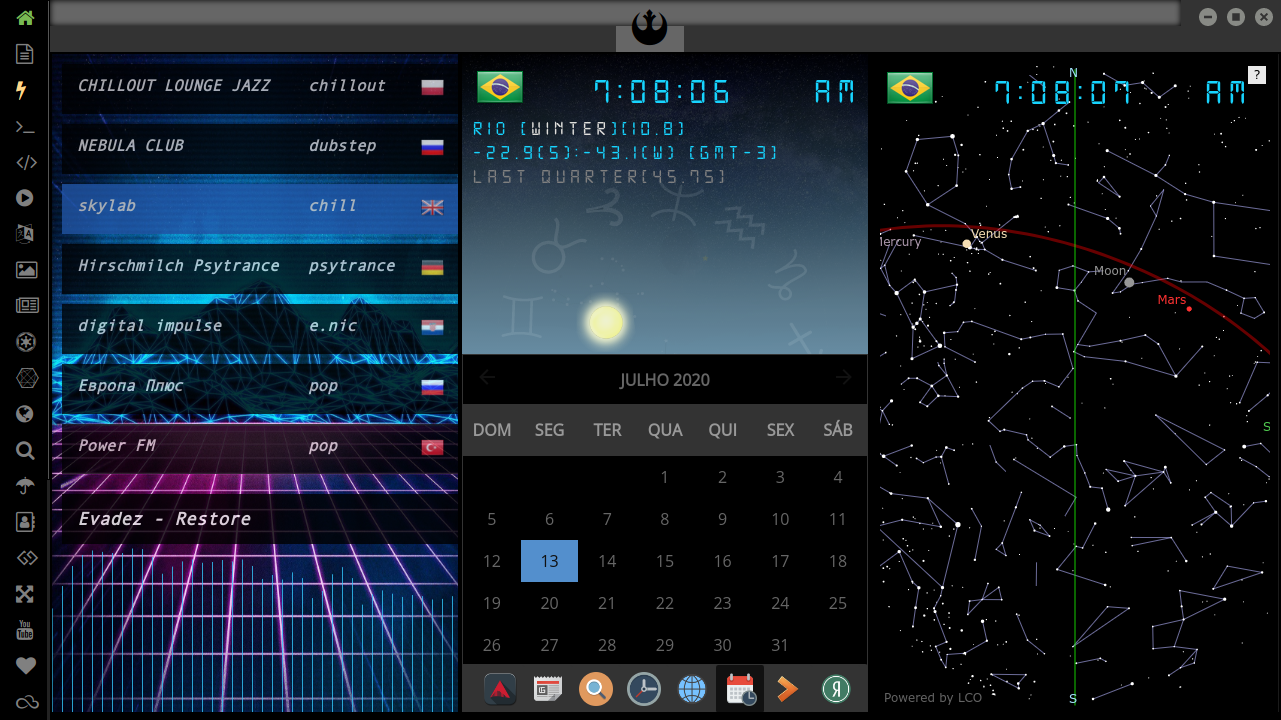 CHILLOUT LOUNGE JAZZ chillout
NEBULA CLUB dubstep
skylab chill
Hirschmilch Psytrance psytrance
digital impulse e.nic
Европа Плюс pop
Power FM pop
Evadez - Restore
7:08:06 AM
RIO [WINTER][10.8]
-22.9(S):-43.1(W) [GMT-3]
LAST QUARTER[45.75]
JULHO 2020
DOM SEG TER QUA QUI SEX SÁB
1 2 3 4
5 6 7 8 9 10 11
12 13 14 15 16 17 18
19 20 21 22 23 24 25
26 27 28 29 30 31
Я
7:08:07 AM
?
N
Venus
lercury
Moon
Mars
S
S
Powered by LCO
You
Tube